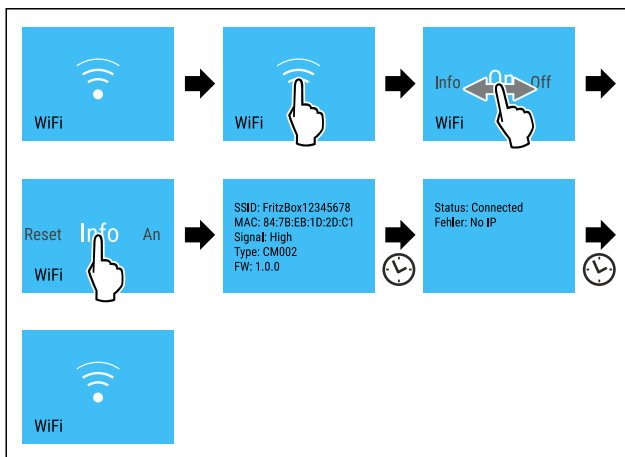 WiFi
WiFi
Info On Off
WiFi
Reset Info An
WiFi
SSID: FritzBox12345678
MAC: 84:7B:EB:1D:2D:C1
Signal: High
Type: CM002
FW: 1.0.0
Status: Connected
Fehler: No IP
WiFi